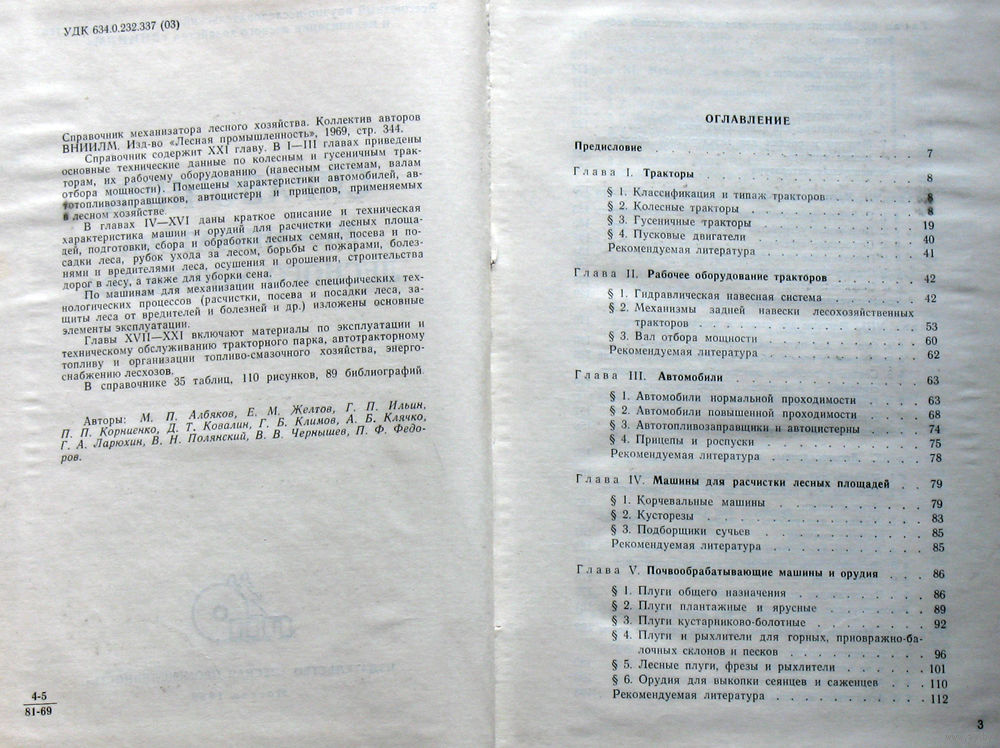 УДК 634.0.232.337 (03)
Справочник механизатора лесного хозяйства. Коллектив авторов
ВНИИЛМ. Изд-во «Лесная промышленность», 1969, стр. 344.
Справочник содержит XXI главу. В I—III главах приведены
основные технические данные по колесным и гусеничным трак-
торам, их рабочему оборудованию (навесным системам, валам
отбора мощности). Помещены характеристики автомобилей, ав-
тотопливозаправщиков, автоцистерн и прицепов, применяемых
в лесном хозяйстве.
В главах IV—XVI даны краткое описание и техническая
характеристика машин и орудий для расчистки лесных площа-
дей, подготовки, сбора и обработки лесных семян, посева и по-
садки леса, рубок ухода за лесом, борьбы с пожарами, болез-
нями и вредителями леса, осушения и орошения, строительства
дорог в лесу, а также для уборки сена.
По машинам для механизации наиболее специфических тех-
нологических процессов (расчистки, посева и посадки леса, за-
щиты леса от вредителей и болезней и др.) изложены основные
элементы эксплуатации.
Главы XVII—XXI включают материалы по эксплуатации и
техническому обслуживанию тракторного парка, автотракторному
топливу и организации топливо-смазочного хозяйства, энерго-
снабжению лесхозов.
В справочнике 35 таблиц, 110 рисунков, 89 библиографий.
Авторы: М. П. Албяков, Е. М. Желтов, Г. П. Ильин,
П. П. Корниенко, Д. Т. Ковалин, Г. Б. Климов, А. Б. Клячко,
Г. А. Ларюхин, В. Н. Полянский, В. В. Чернышев, П. Ф. Федо-
ров.
4-5
81-69
ОГЛАВЛЕНИЕ
Предисловие . . . . . . . . . . . 7
Глава I. Тракторы . . . . . . . . . . 8
§ 1. Классификация и типаж тракторов . . . . . 8
§ 2. Колесные тракторы . . . . . . . . 8
§ 3. Гусеничные тракторы . . . . . . . 19
§ 4. Пусковые двигатели . . . . . . . 40
Рекомендуемая литература . . . . . . . 41
Глава II. Рабочее оборудование тракторов . . . . . 42
§ 1. Гидравлическая навесная система . . . . . 42
§ 2. Механизмы задней навески лесохозяйственных
тракторов . . . . . . . . . . 53
§ 3. Вал отбора мощности . . . . . . . 60
Рекомендуемая литература . . . . . . . 62
Глава III. Автомобили . . . . . . . . . 63
§ 1. Автомобили нормальной проходимости . . . . 63
§ 2. Автомобили повышенной проходимости . . . . 68
§ 3. Автотопливозаправщики и автоцистерны . . . . 74
§ 4. Прицепы и роспуски . . . . . . . 75
Рекомендуемая литература . . . . . . . 78
Глава IV. Машины для расчистки лесных площадей . . 79
§ 1. Корчевальные машины . . . . . . . 79
§ 2. Кусторезы . . . . . . . . . . 83
§ 3. Подборщики сучьев . . . . . . . . 85
Рекомендуемая литература . . . . . . . 85
Глава V. Почвообрабатывающие машины и орудия . . . 86
§ 1. Плуги общего назначения . . . . . . 86
§ 2. Плуги плантажные и ярусные . . . . . 89
§ 3. Плуги кустарниково-болотные . . . . . 92
§ 4. Плуги и рыхлители для горных, приовражно-ба-
лочных склонов и песков . . . . . . 96
§ 5. Лесные плуги, фрезы и рыхлители . . . . . 101
§ 6. Орудия для выкопки сеянцев и саженцев . . . 110
Рекомендуемая литература . . . . . . . 112
3